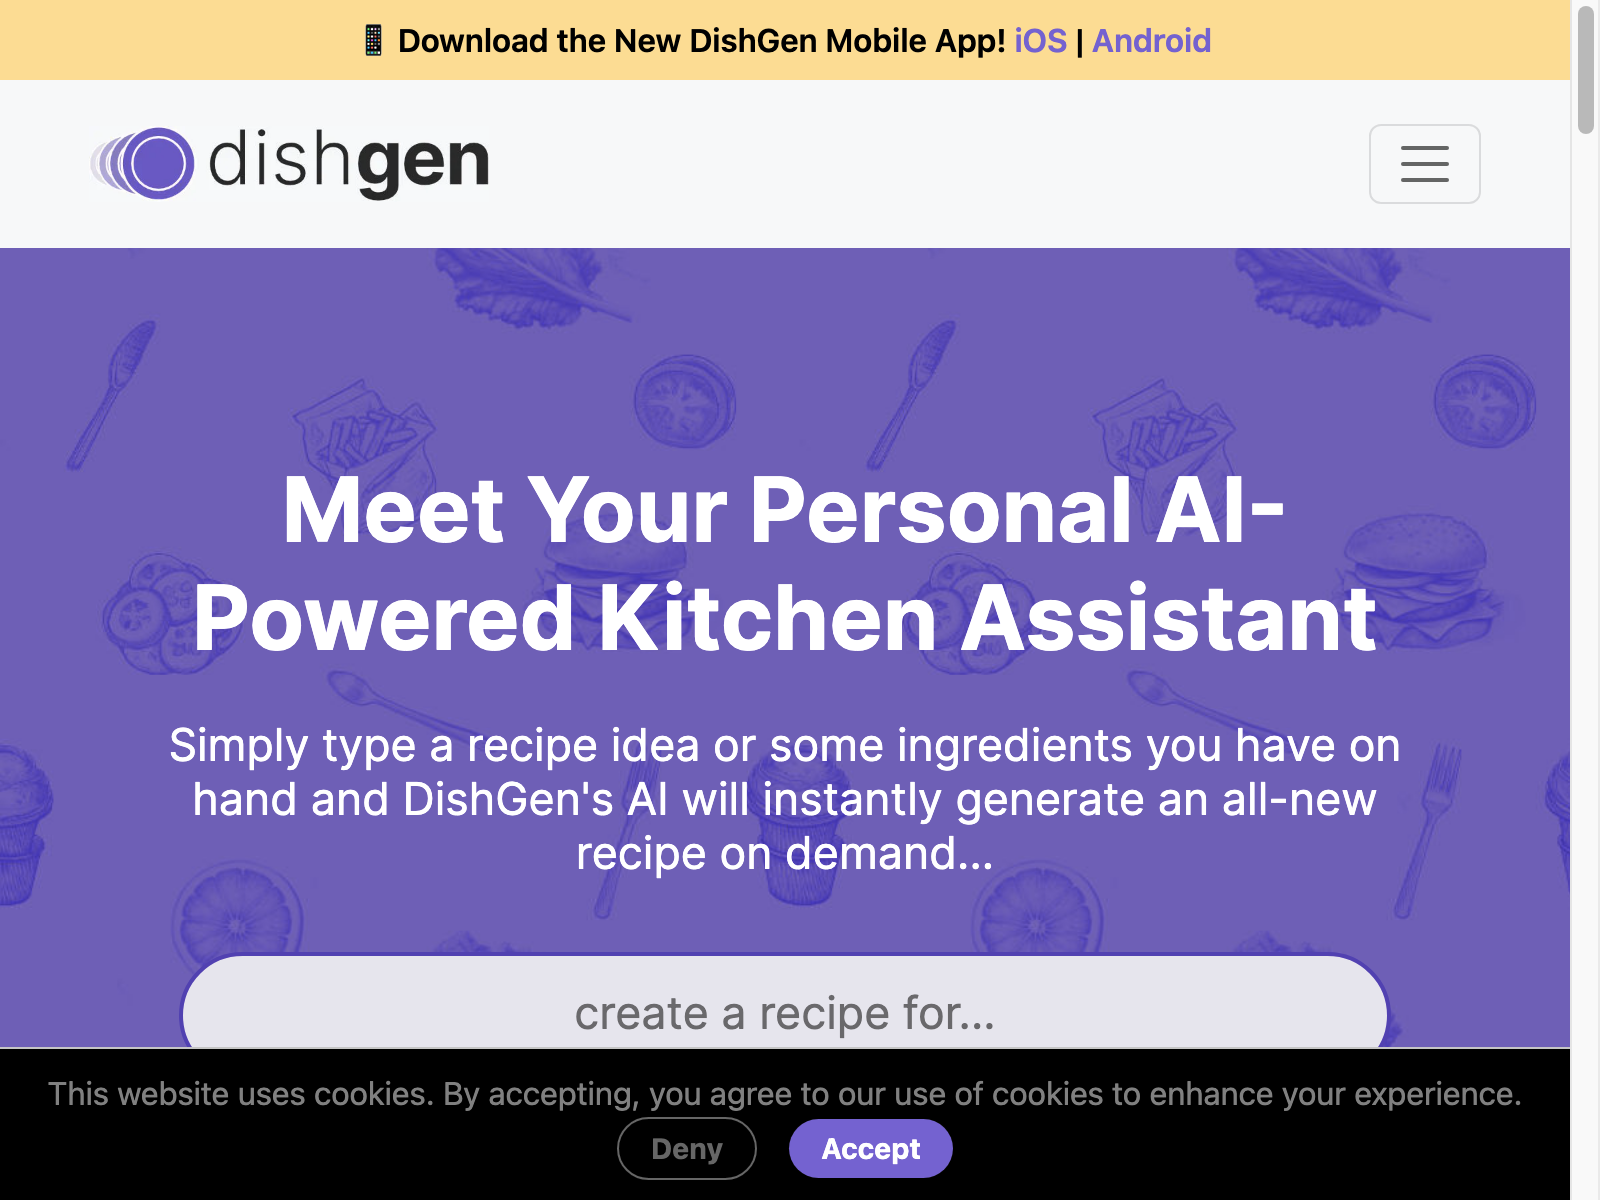 📱 Download the New DishGen Mobile App! iOS | Android
dishgen
Meet Your Personal AI-
Powered Kitchen Assistant
Simply type a recipe idea or some ingredients you have on
hand and DishGen's AI will instantly generate an all-new
recipe on demand...
create a recipe for...
This website uses cookies. By accepting, you agree to our use of cookies to enhance your experience.
Deny Accept